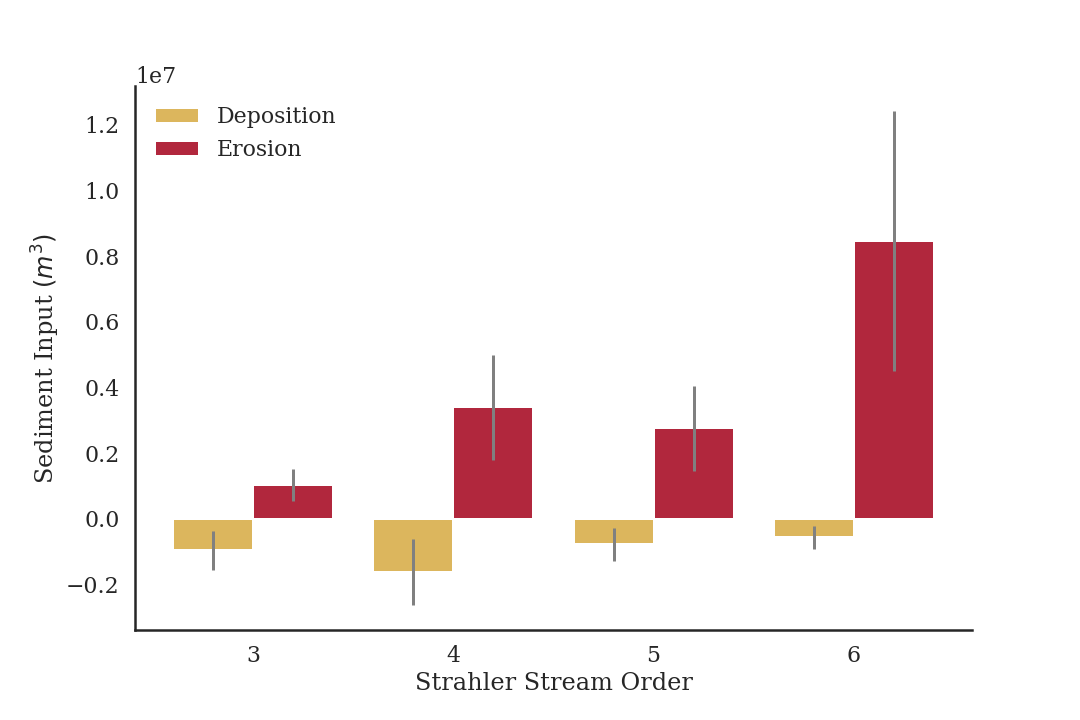 1e7
Deposition
Erosion
1.2
1.0
0.8
0.6
0.4
0.2
0.0
−0.2
Sediment Input (m³)
3 4 5 6
Strahler Stream Order